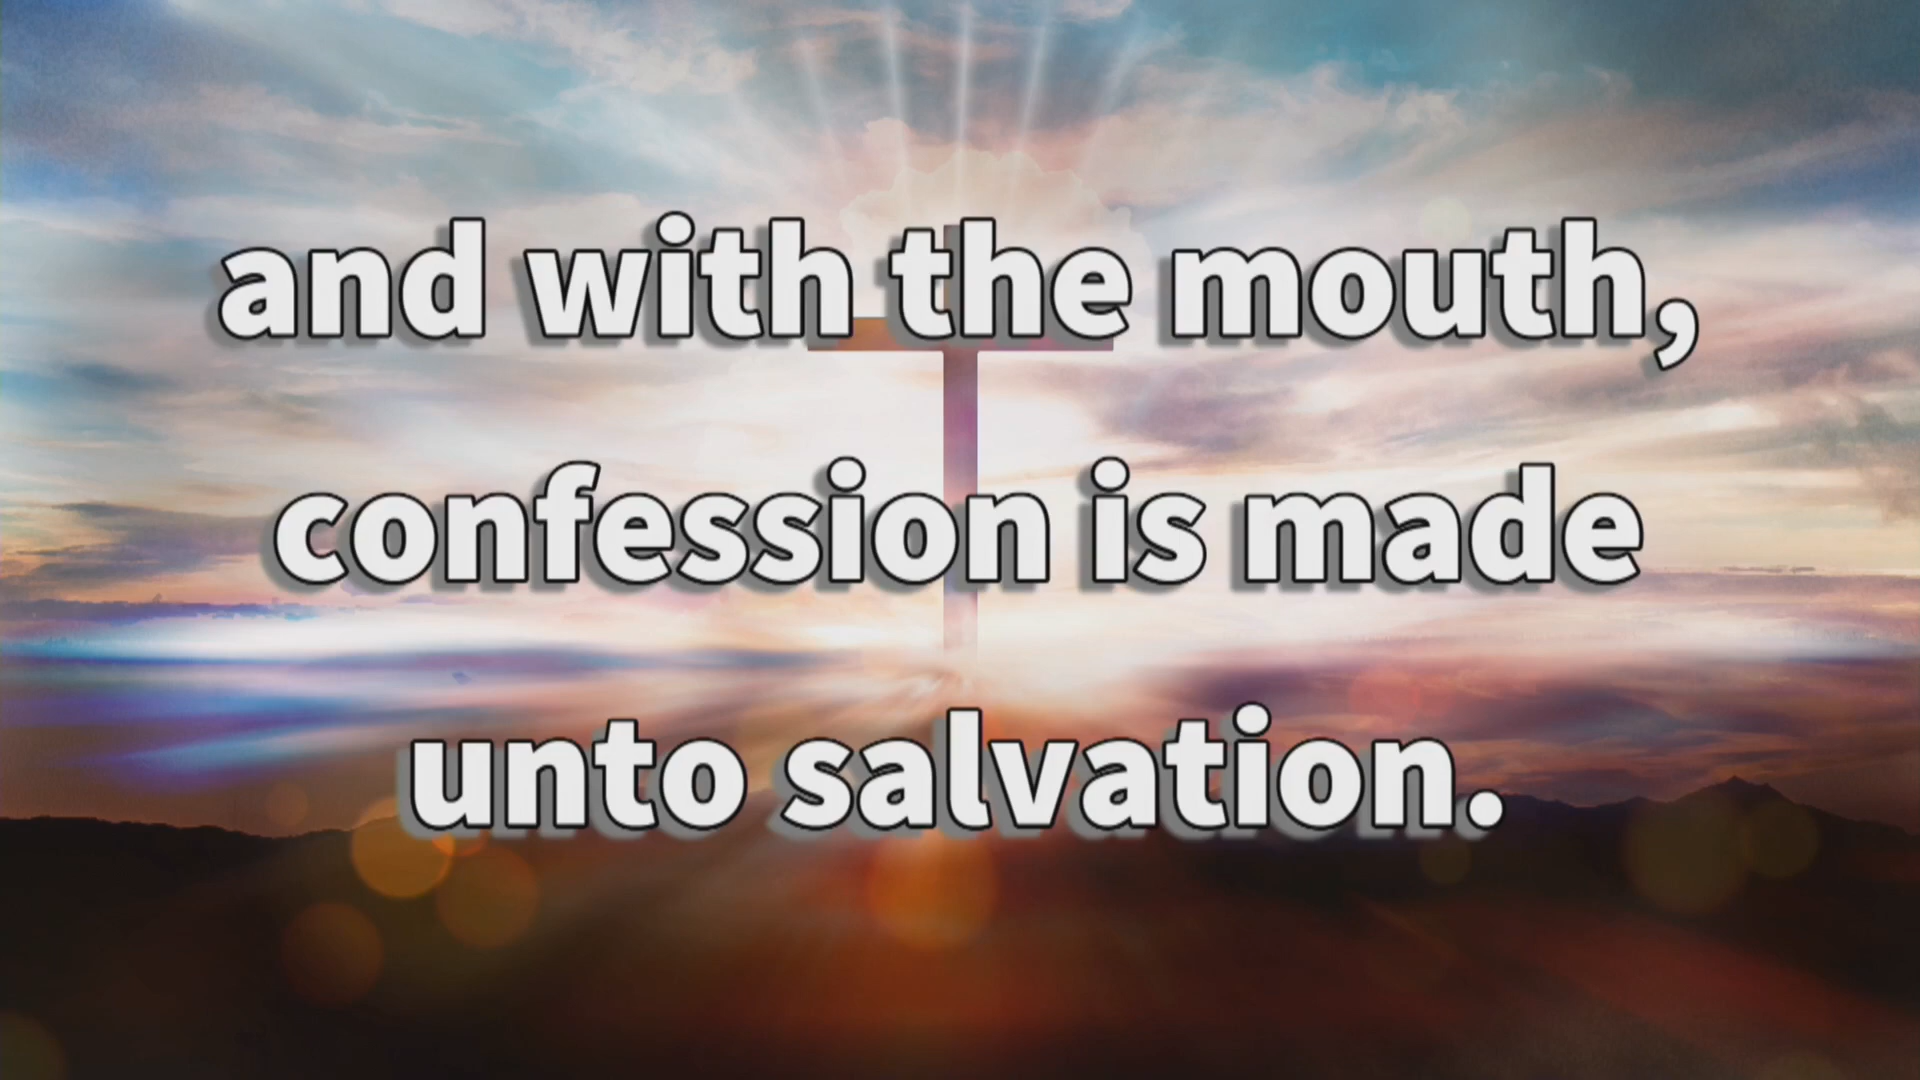 and with the mouth,
confession is made
unto salvation.